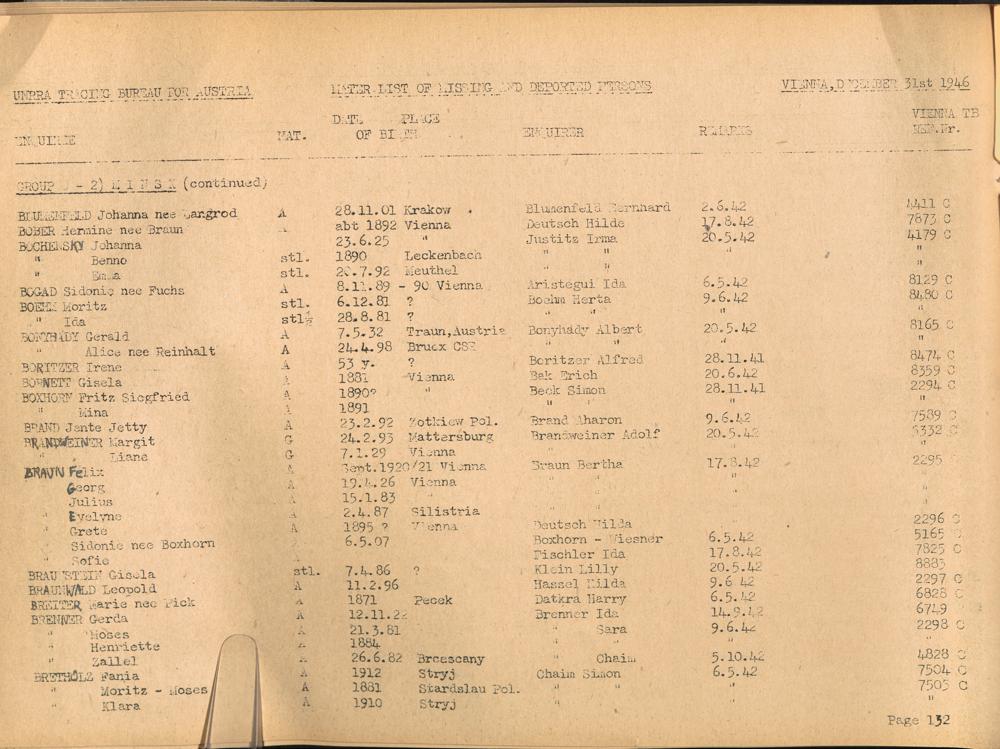 UNRRA TRACING BUREAU FOR AUSTRIA MASTER LIST OF MISSING AND DEPORTED PERSONS VIENNA, DECEMBER 31st 1946
ENQUIREE NAT. DATE PLACE OF BIRTH ENQUIRER REMARKS VIENNA TB REF.Nr.
GROUP - 2) M I N S K (continued)
BLUMENFELD Johanna nee Langrod A 28.11.01 Krakow Blumenfeld Bernhard 2.6.42 4411 C
BOBER Hermine nee Braun A abt 1892 Vienna Deutsch Hilde 17.8.42 7873 C
BOCHENSKY Johanna 23.6.25 " Justitz Irma 20.5.42 4179 C
" Benno stl. 1890 Leckenbach " " "
" Emma stl. 20.7.92 Meuthel " " "
BOGAD Sidonie nee Fuchs A 8.11.89 - 90 Vienna Aristegui Ida 6.5.42 8129 C
BOEHM Moritz stl. 6.12.81 ? Boehm Herta 9.6.42 8480 C
" Ida stl. 28.8.81 ? " " " "
BONYHADY Gerald A 7.5.32 Traun,Austria Bonyhady Albert 20.5.42 8165 C
" Alice nee Reinhalt A 24.4.98 Bruex CSR " " "
BORITZER Irene A 53 y. ? Boritzer Alfred 28.11.41 8474 C
BORNETT Gisela A 1881 Vienna Bak Erich 20.6.42 8359 C
BOXHORN Fritz Siegfried A 1890? Beck Simon 28.11.41 2294 C
" Mina A 1891 " " " "
BRAND Jente Jetty A 23.2.92 Zotkiew Pol. Brand Aharon 9.6.42 7589 C
BRANDWEINER Margit G 24.2.93 Mattersburg Brandweiner Adolf 20.5.42 5332 C
" Liane G 7.1.29 Vienna " " "
BRAUN Felix A Sept.1920/21 Vienna Braun Bertha 17.8.42 2295
Georg A 19.4.26 Vienna " " "
" Julius A 15.1.83 " " " "
" Evelyne A 2.4.87 Silistria " "
" Grete A 1895 ? Vienna Deutsch Hilda 2296 C
" Sidonie nee Boxhorn 6.5.07 Boxhorn - Wiesner 6.5.42 5165 C
" Sofie Fischler Ida 17.8.42 7825 C
BRAUNSTEIN Gisela stl. 7.4.86 ? Klein Lilly 20.5.42 8883
BRAUNWALD Leopold A 11.2.96 Hassel Hilda 9.6 42 2297 C
BREITER Marie nee Pick A 1871 Pecek Datkra Harry 6.5.42 6828 C
BRENNER Gerda A 12.11.22 Brenner Ida 14.9.42 6749
" Moses A 21.3.81 " Sara 9.6.42 2298 C
" Henriette A 1884 "
" Zallel A 26.6.82 Brzescany " Chaim 5.10.42 4828 C
BRETHOLZ Fania A 1912 Stryj Chaim Simon 6.5.42 7504 C
" Moritz - Moses A 1881 Stardslau Pol. " " " 7505 C
" Klara A 1910 Stryj " " " "
Page 132